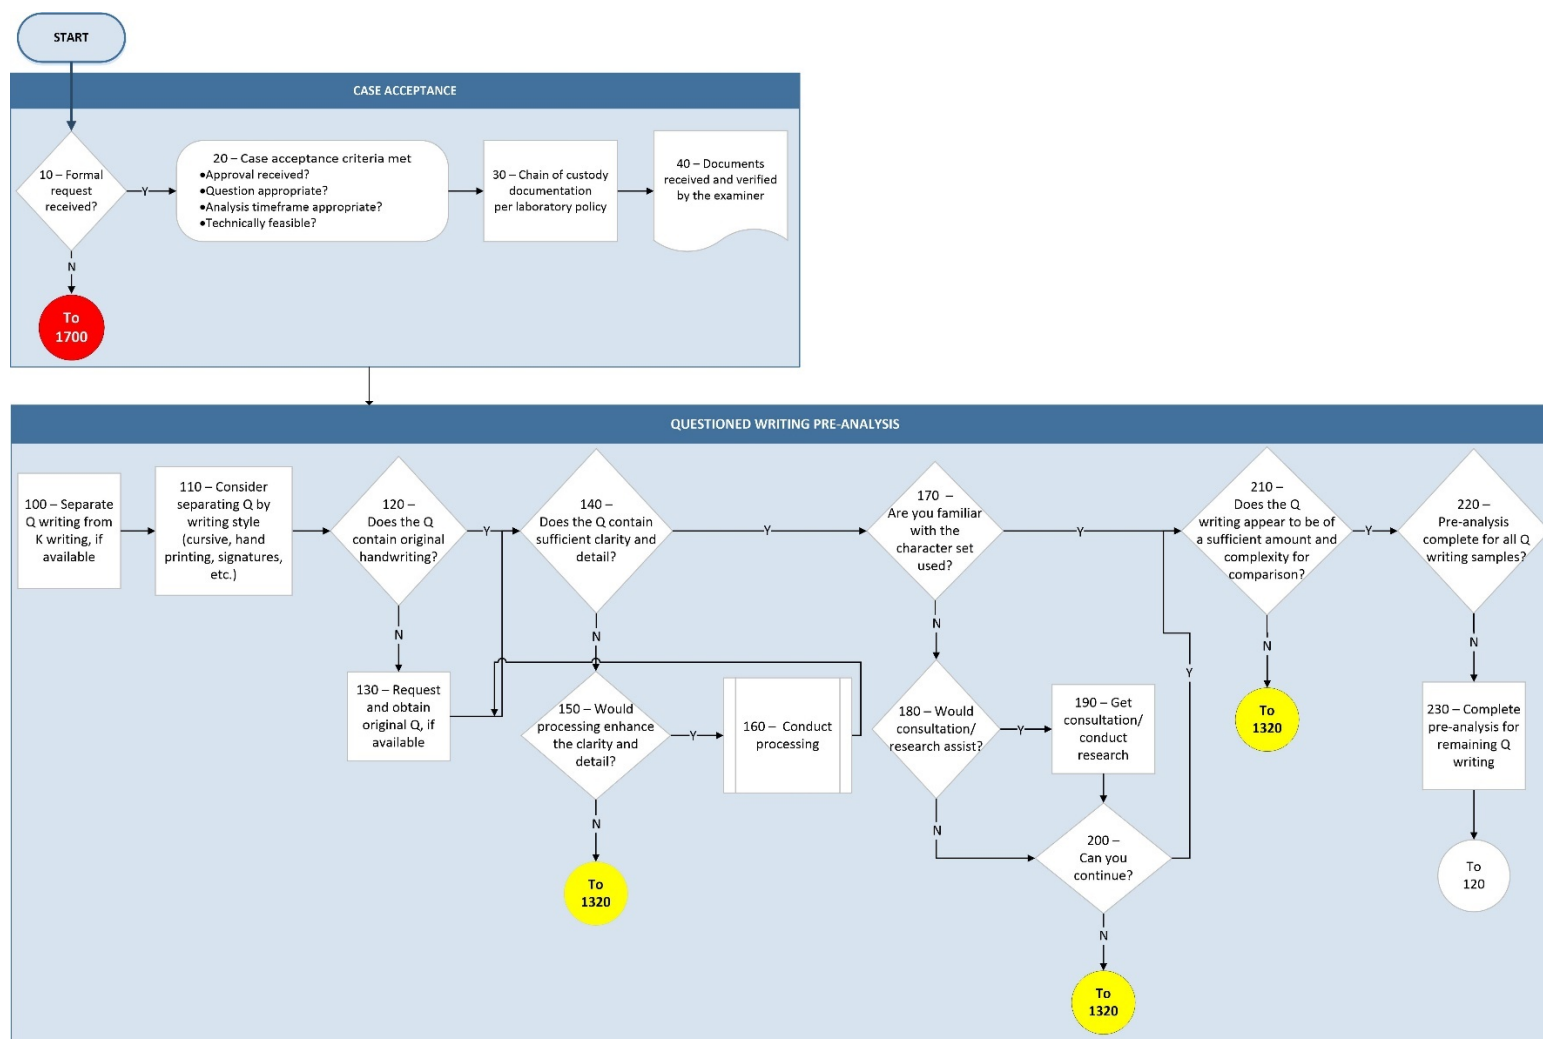 START
CASE ACCEPTANCE
10 – Formal
request
received?
Y
N
To
1700
20 – Case acceptance criteria met
•Approval received?
•Question appropriate?
•Analysis timeframe appropriate?
•Technically feasible?
30 – Chain of custody
documentation
per laboratory policy
40 – Documents
received and verified
by the examiner
QUESTIONED WRITING PRE-ANALYSIS
100 – Separate
Q writing from
K writing, if
available
110 – Consider
separating Q by
writing style
(cursive, hand
printing, signatures,
etc.)
120 –
Does the Q
contain original
handwriting?
Y
N
130 – Request
and obtain
original Q, if
available
140 –
Does the Q contain
sufficient clarity and
detail?
Y
N
150 – Would
processing enhance
the clarity and
detail?
Y
N
To
1320
160 – Conduct
processing
170 –
Are you familiar
with the
character set
used?
Y
N
180 – Would
consultation/
research assist?
Y
N
190 – Get
consultation/
conduct
research
200 –
Can you
continue?
Y
N
To
1320
210 –
Does the Q
writing appear to be of
a sufficient amount and
complexity for
comparison?
Y
N
To
1320
220 –
Pre-analysis
complete for all Q
writing samples?
N
230 – Complete
pre-analysis for
remaining Q
writing
To
120